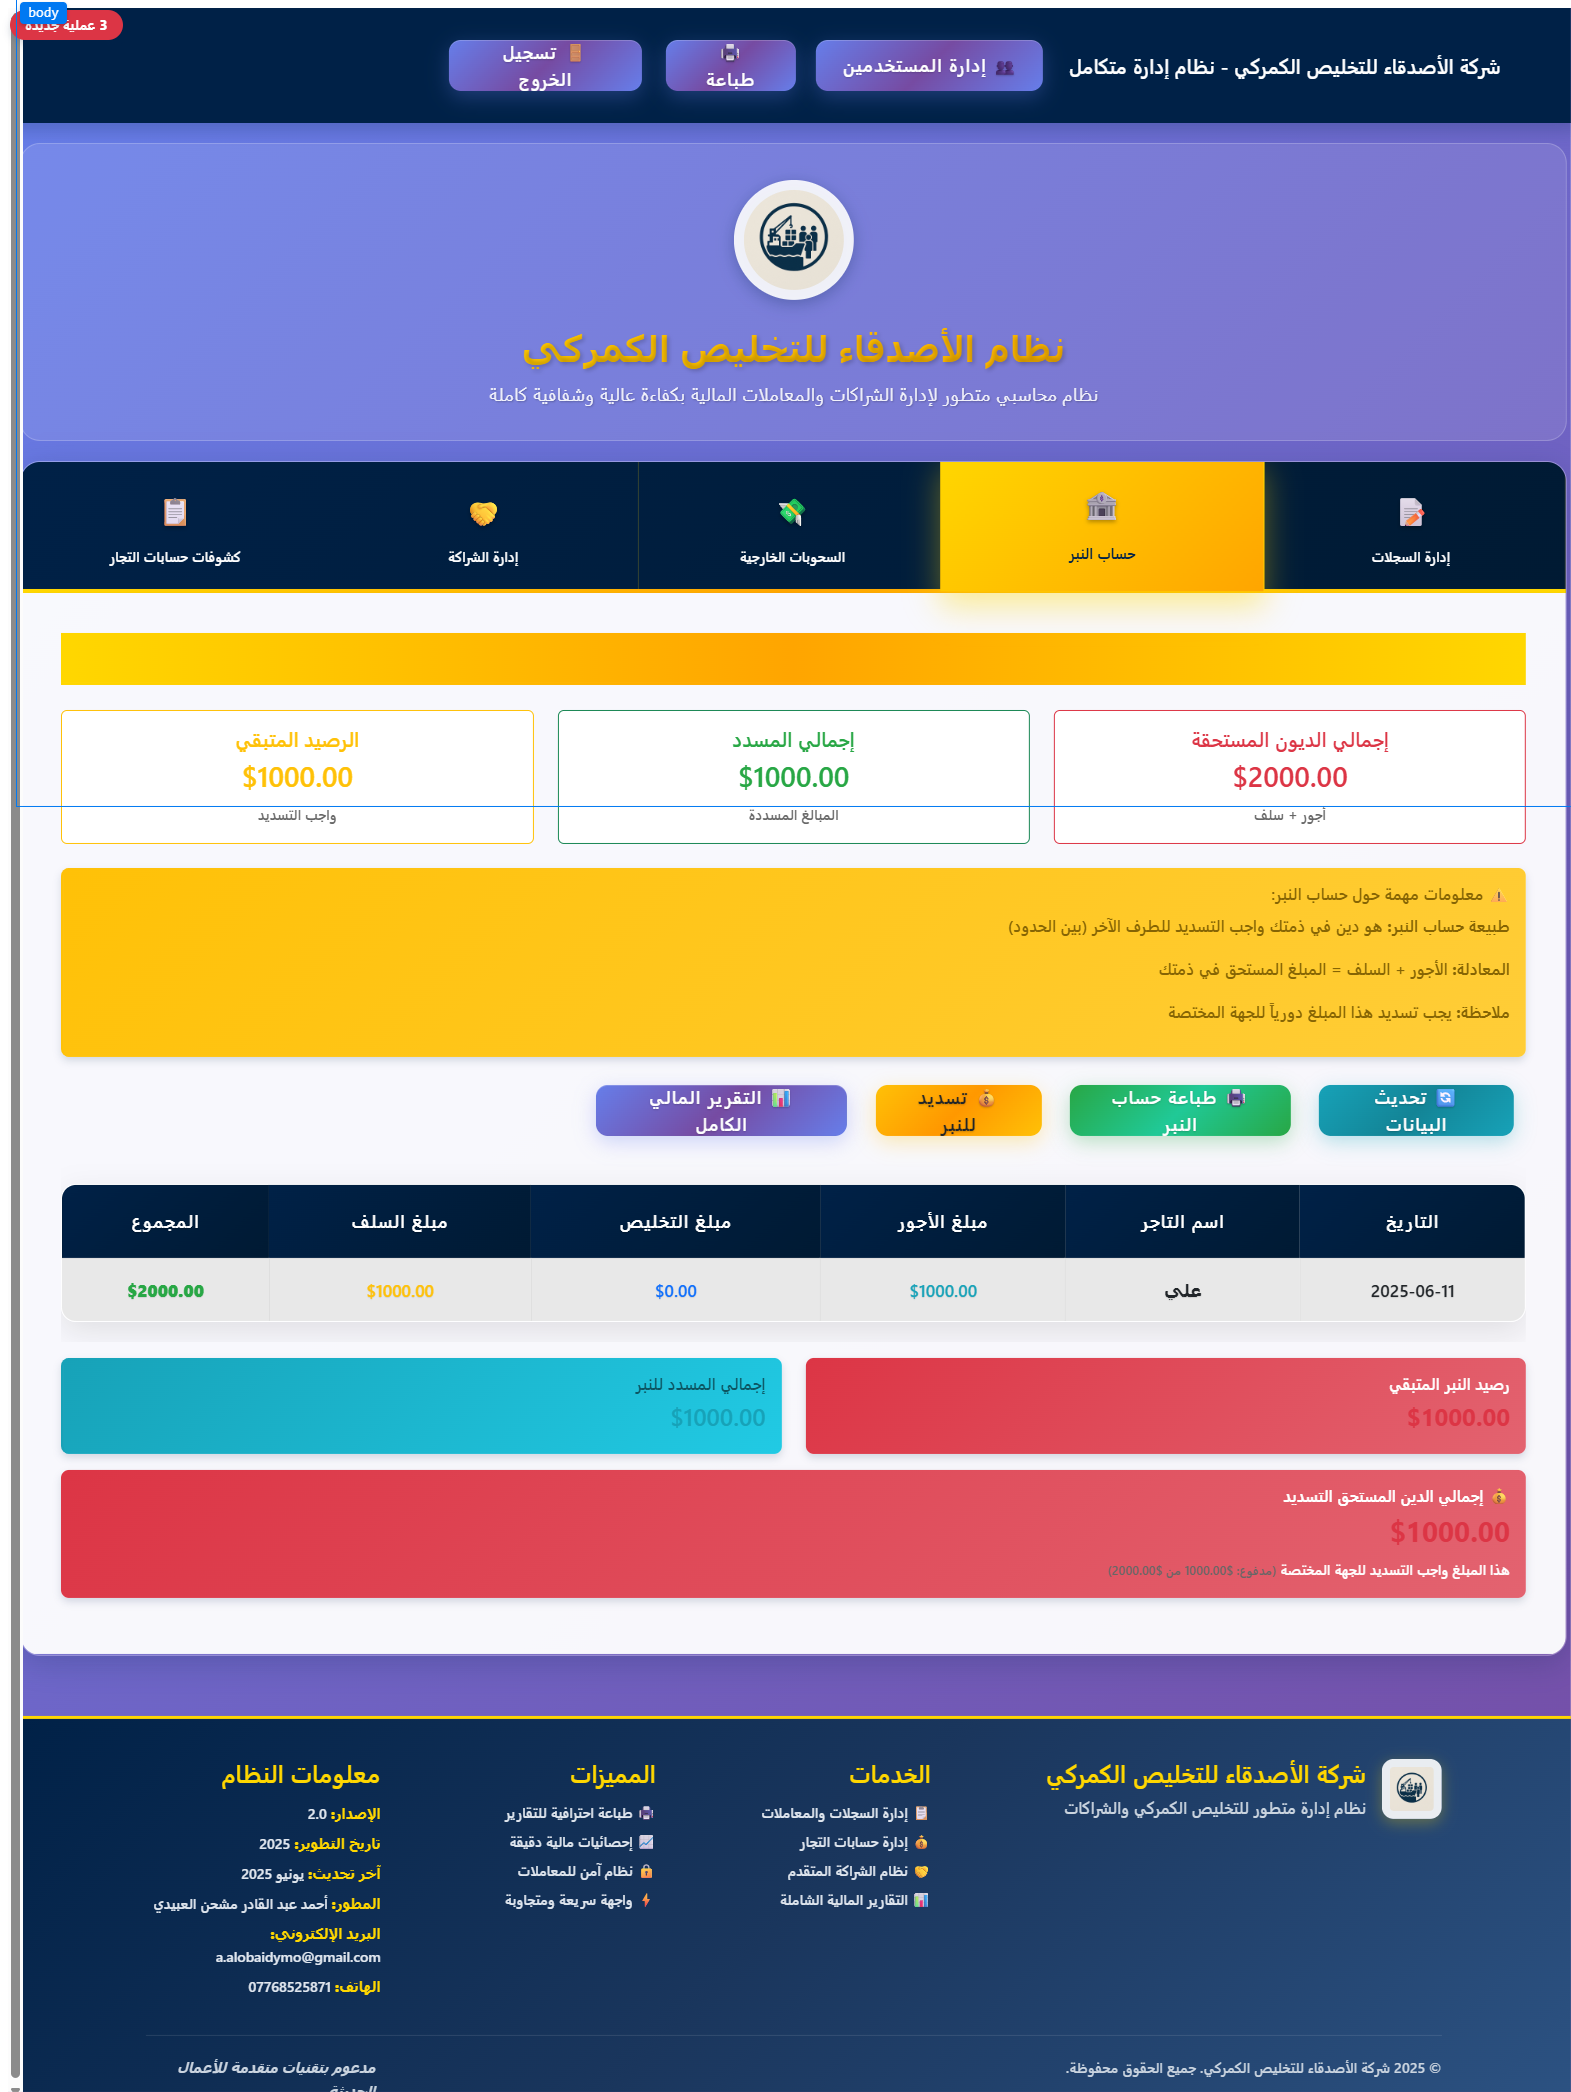 body
3 عملية جديدة
شركة الأصدقاء للتخليص الكمركي - نظام إدارة متكامل
إدارة المستخدمين
طباعة
تسجيل
الخروج
نظام الأصدقاء للتخليص الكمركي
نظام محاسبي متطور لإدارة الشراكات والمعاملات المالية بكفاءة عالية وشفافية كاملة
إدارة السجلات
حساب النبر
السحوبات الخارجية
إدارة الشراكة
كشوفات حسابات التجار
إجمالي الديون المستحقة
$2000.00
أجور + سلف
إجمالي المسدد
$1000.00
المبالغ المسددة
الرصيد المتبقي
$1000.00
واجب التسديد
⚠️ معلومات مهمة حول حساب النبر:
طبيعة حساب النبر: هو دين في ذمتك واجب التسديد للطرف الآخر (بين الحدود)
المعادلة: الأجور + السلف = المبلغ المستحق في ذمتك
ملاحظة: يجب تسديد هذا المبلغ دورياً للجهة المختصة
تحديث
البيانات
طباعة حساب
النبر
تسديد
للنبر
التقرير المالي
الكامل
التاريخ اسم التاجر مبلغ الأجور مبلغ التخليص مبلغ السلف المجموع
2025-06-11 علي $1000.00 $0.00 $1000.00 $2000.00
رصيد النبر المتبقي
$1000.00
إجمالي المسدد للنبر
$1000.00
إجمالي الدين المستحق التسديد
$1000.00
هذا المبلغ واجب التسديد للجهة المختصة (مدفوع: $1000.00 من $2000.00)
شركة الأصدقاء للتخليص الكمركي
نظام إدارة متطور للتخليص الكمركي والشراكات
الخدمات
إدارة السجلات والمعاملات
إدارة حسابات التجار
نظام الشراكة المتقدم
التقارير المالية الشاملة
المميزات
طباعة احترافية للتقارير
إحصائيات مالية دقيقة
نظام آمن للمعاملات
واجهة سريعة ومتجاوبة
معلومات النظام
الإصدار: 2.0
تاريخ التطوير: 2025
آخر تحديث: يونيو 2025
المطور: أحمد عبد القادر مشحن العبيدي
البريد الإلكتروني:
a.alobaidymo@gmail.com
الهاتف: 07768525871
© 2025 شركة الأصدقاء للتخليص الكمركي. جميع الحقوق محفوظة.
مدعوم بتقنيات متقدمة للأعمال
الحديثة